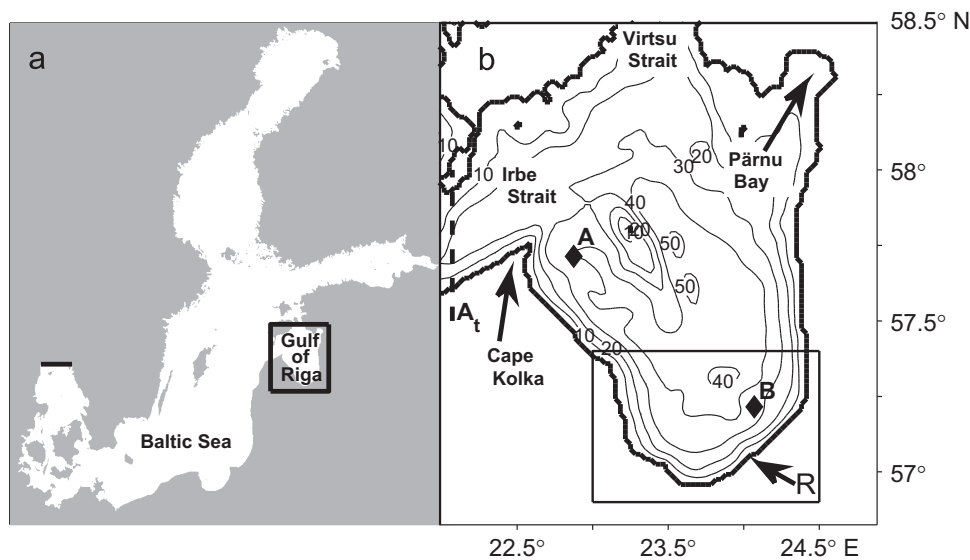 a
Gulf
of
Riga
Baltic Sea
b
Virtsu
Strait
58.5° N
10
10
Irbe
Strait
20
30
Pärnu
Bay
58°
40
A
50
50
A_t
57.5°
Cape
Kolka
10
20
40
B
57°
R
22.5°
23.5°
24.5° E